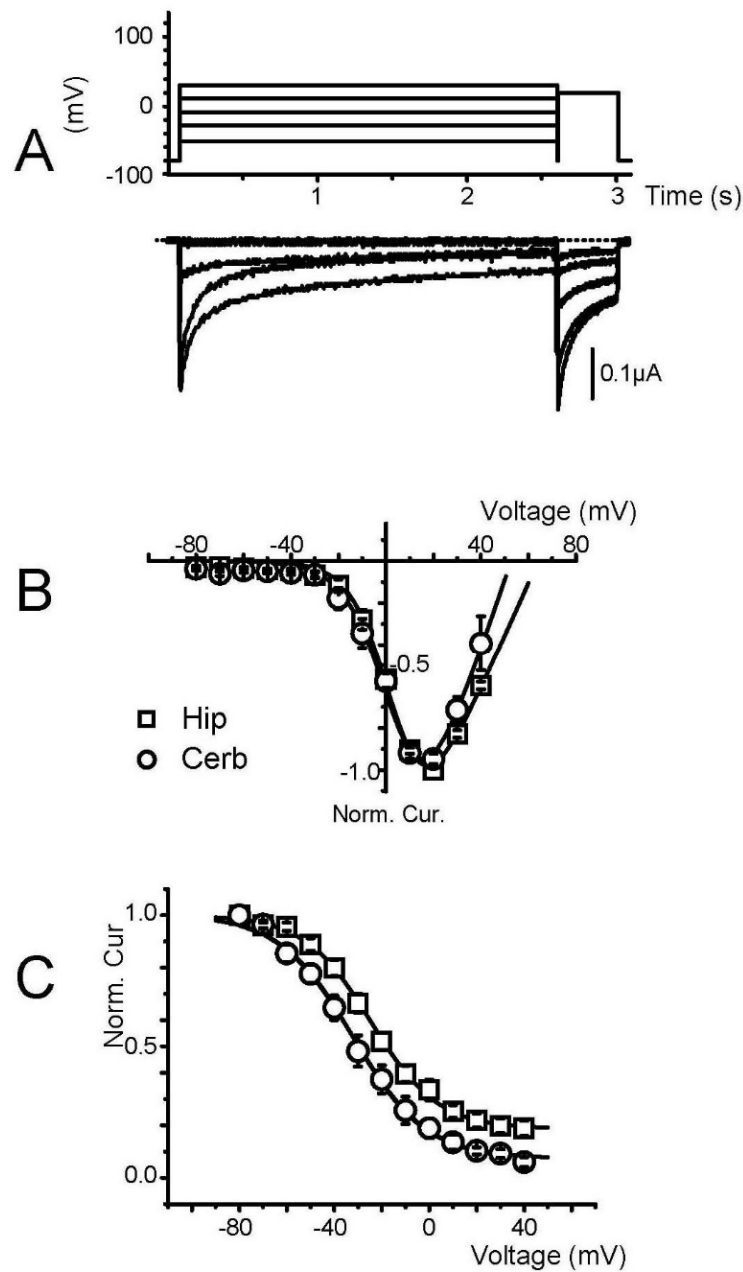 A
(mV)
100
0
-100
1 2 3 Time (s)
0.1µA
B
Voltage (mV)
-80 -40 40 80
-0.5
-1.0
Norm. Cur.
Hip
Cerb
C
Norm. Cur
1.0
0.5
0.0
-80 -40 0 40
Voltage (mV)